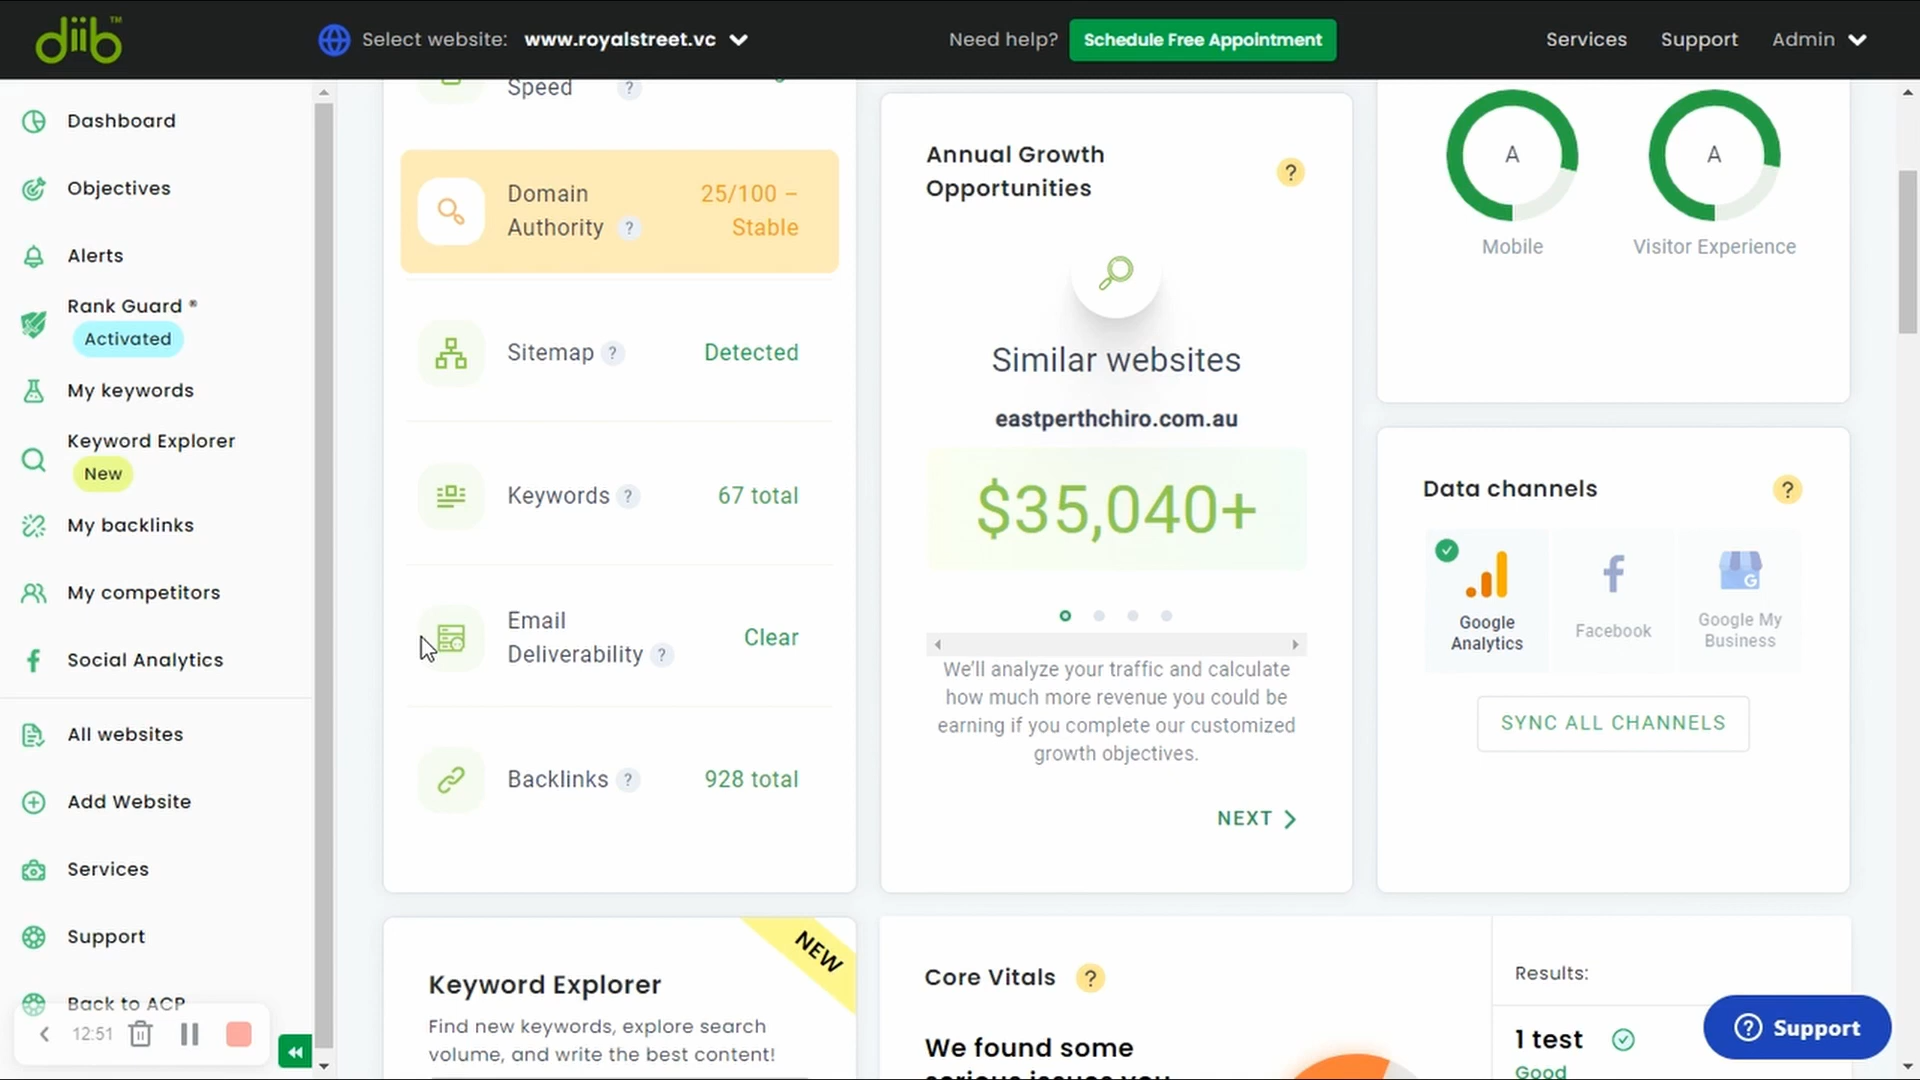 diib™
Select website: www.royalstreet.vc
Need help?
Schedule Free Appointment
Services
Support
Admin
Dashboard
Objectives
Alerts
Rank Guard ®
Activated
My keywords
Keyword Explorer
New
My backlinks
My competitors
Social Analytics
All websites
Add Website
Services
Support
Back to ACP
12:51
Speed ?
Domain
Authority ?
25/100 –
Stable
Sitemap ?
Detected
Keywords ?
67 total
Email
Deliverability ?
Clear
Backlinks ?
928 total
Annual Growth
Opportunities
?
Similar websites
eastperthchiro.com.au
$35,040+
We'll analyze your traffic and calculate
how much more revenue you could be
earning if you complete our customized
growth objectives.
NEXT
A
Mobile
A
Visitor Experience
Data channels
?
Google
Analytics
f
Facebook
G
Google My
Business
SYNC ALL CHANNELS
NEW
Keyword Explorer
Find new keywords, explore search
volume, and write the best content!
Core Vitals ?
We found some
serious issues you
Results:
1 test
Good
? Support